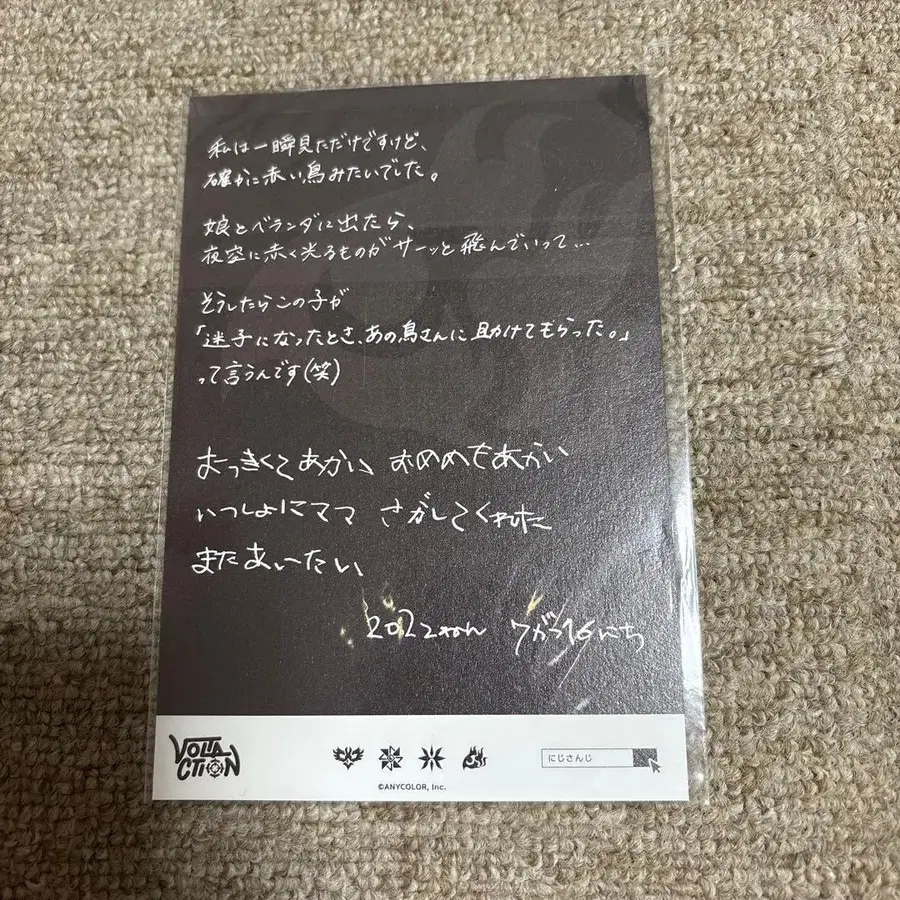 私は一瞬見ただけですけど、
確かに赤い鳥みたいでした。
娘とベランダに出たら、
夜空に赤く光るものがサーッと飛んでいって…
そうしたらこの子が
「迷子になったとき、あの鳥さんに助けてもらった。」
って言うんです(笑)
おっきくてあかい、おめめもあかい
いっしょにママ さがしてくれた
またあいたい、
2022ねん 7がつ16にち
VOLTACTION
にじさんじ
©ANYCOLOR, Inc.